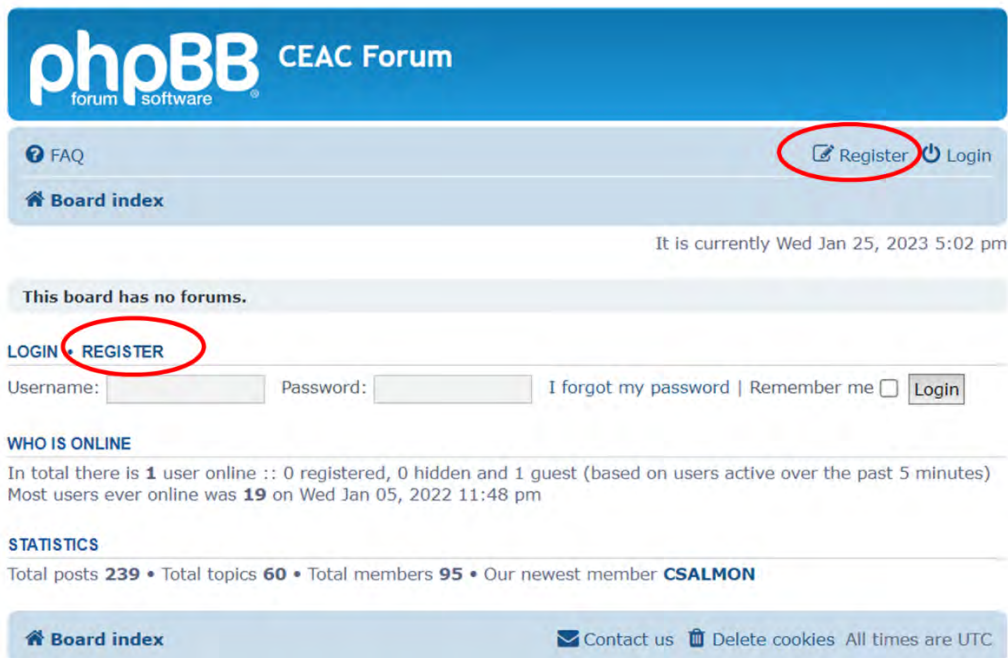 phpBB forum software ® CEAC Forum
FAQ Register Login
Board index
It is currently Wed Jan 25, 2023 5:02 pm
This board has no forums.
LOGIN • REGISTER
Username: Password: I forgot my password | Remember me Login
WHO IS ONLINE
In total there is 1 user online :: 0 registered, 0 hidden and 1 guest (based on users active over the past 5 minutes)
Most users ever online was 19 on Wed Jan 05, 2022 11:48 pm
STATISTICS
Total posts 239 • Total topics 60 • Total members 95 • Our newest member CSALMON
Board index Contact us Delete cookies All times are UTC